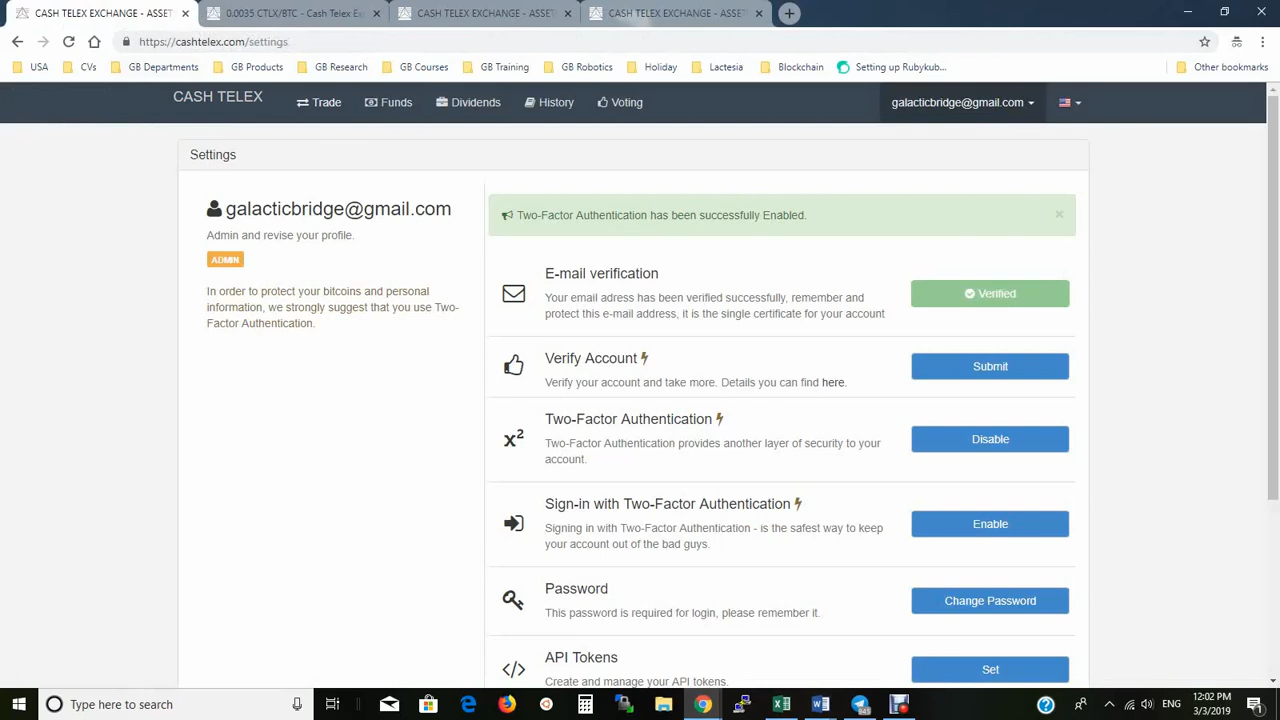 CASH TELEX EXCHANGE - ASSET
0.0035 CTLX/BTC - Cash Telex Ex
CASH TELEX EXCHANGE - ASSET
CASH TELEX EXCHANGE - ASSET
https://cashtelex.com/settings
USA
CVs
GB Departments
GB Products
GB Research
GB Courses
GB Training
GB Robotics
Holiday
Lactesia
Blockchain
Setting up Rubykub...
Other bookmarks
CASH TELEX
Trade
Funds
Dividends
History
Voting
galacticbridge@gmail.com
Settings
galacticbridge@gmail.com
Admin and revise your profile.
ADMIN
In order to protect your bitcoins and personal
information, we strongly suggest that you use Two-
Factor Authentication.
Two-Factor Authentication has been successfully Enabled.
×
E-mail verification
Your email adress has been verified successfully, remember and
protect this e-mail address, it is the single certificate for your account
Verified
Verify Account
Verify your account and take more. Details you can find here.
Submit
x²
Two-Factor Authentication
Two-Factor Authentication provides another layer of security to your
account.
Disable
Sign-in with Two-Factor Authentication
Signing in with Two-Factor Authentication - is the safest way to keep
your account out of the bad guys.
Enable
Password
This password is required for login, please remember it.
Change Password
API Tokens
Create and manage your API tokens.
Set
Type here to search
ENG
12:02 PM
3/3/2019